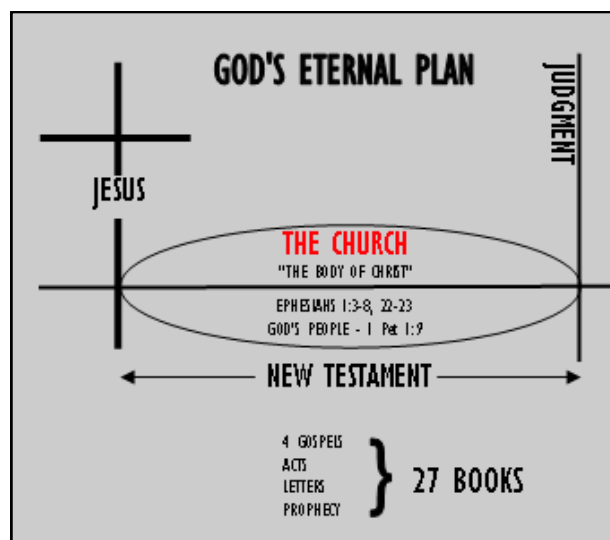 GOD'S ETERNAL PLAN
JUDGMENT
JESUS
THE CHURCH
"THE BODY OF CHRIST"
EPHESIANS 1:3-8, 22-23
GOD'S PEOPLE - 1 Pet 1:9
NEW TESTAMENT
4 GOSPELS
ACTS
LETTERS
PROPHECY
27 BOOKS